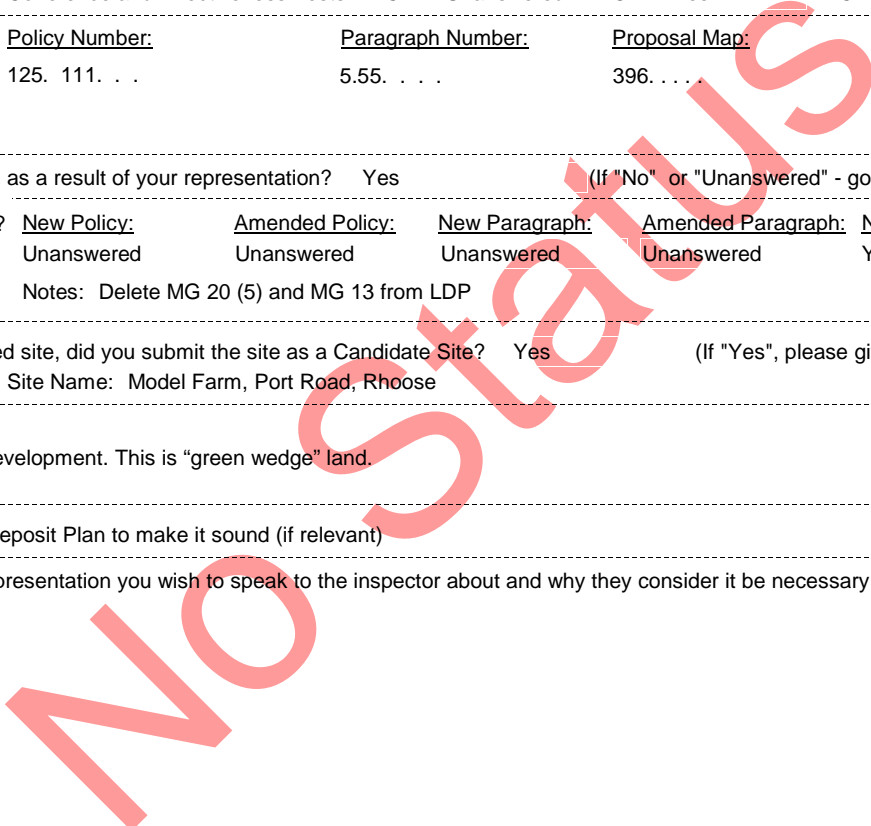 Policy Number: Paragraph Number: Proposal Map:
125. 111. . . 5.55. . . . 396. . . . .
as a result of your representation? Yes (If "No" or "Unanswered" - go
? New Policy: Amended Policy: New Paragraph: Amended Paragraph: N
Unanswered Unanswered Unanswered Unanswered Y
Notes: Delete MG 20 (5) and MG 13 from LDP
ed site, did you submit the site as a Candidate Site? Yes (If "Yes", please gi
Site Name: Model Farm, Port Road, Rhoose
evelopment. This is “green wedge” land.
eposit Plan to make it sound (if relevant)
presentation you wish to speak to the inspector about and why they consider it be necessary
No Status